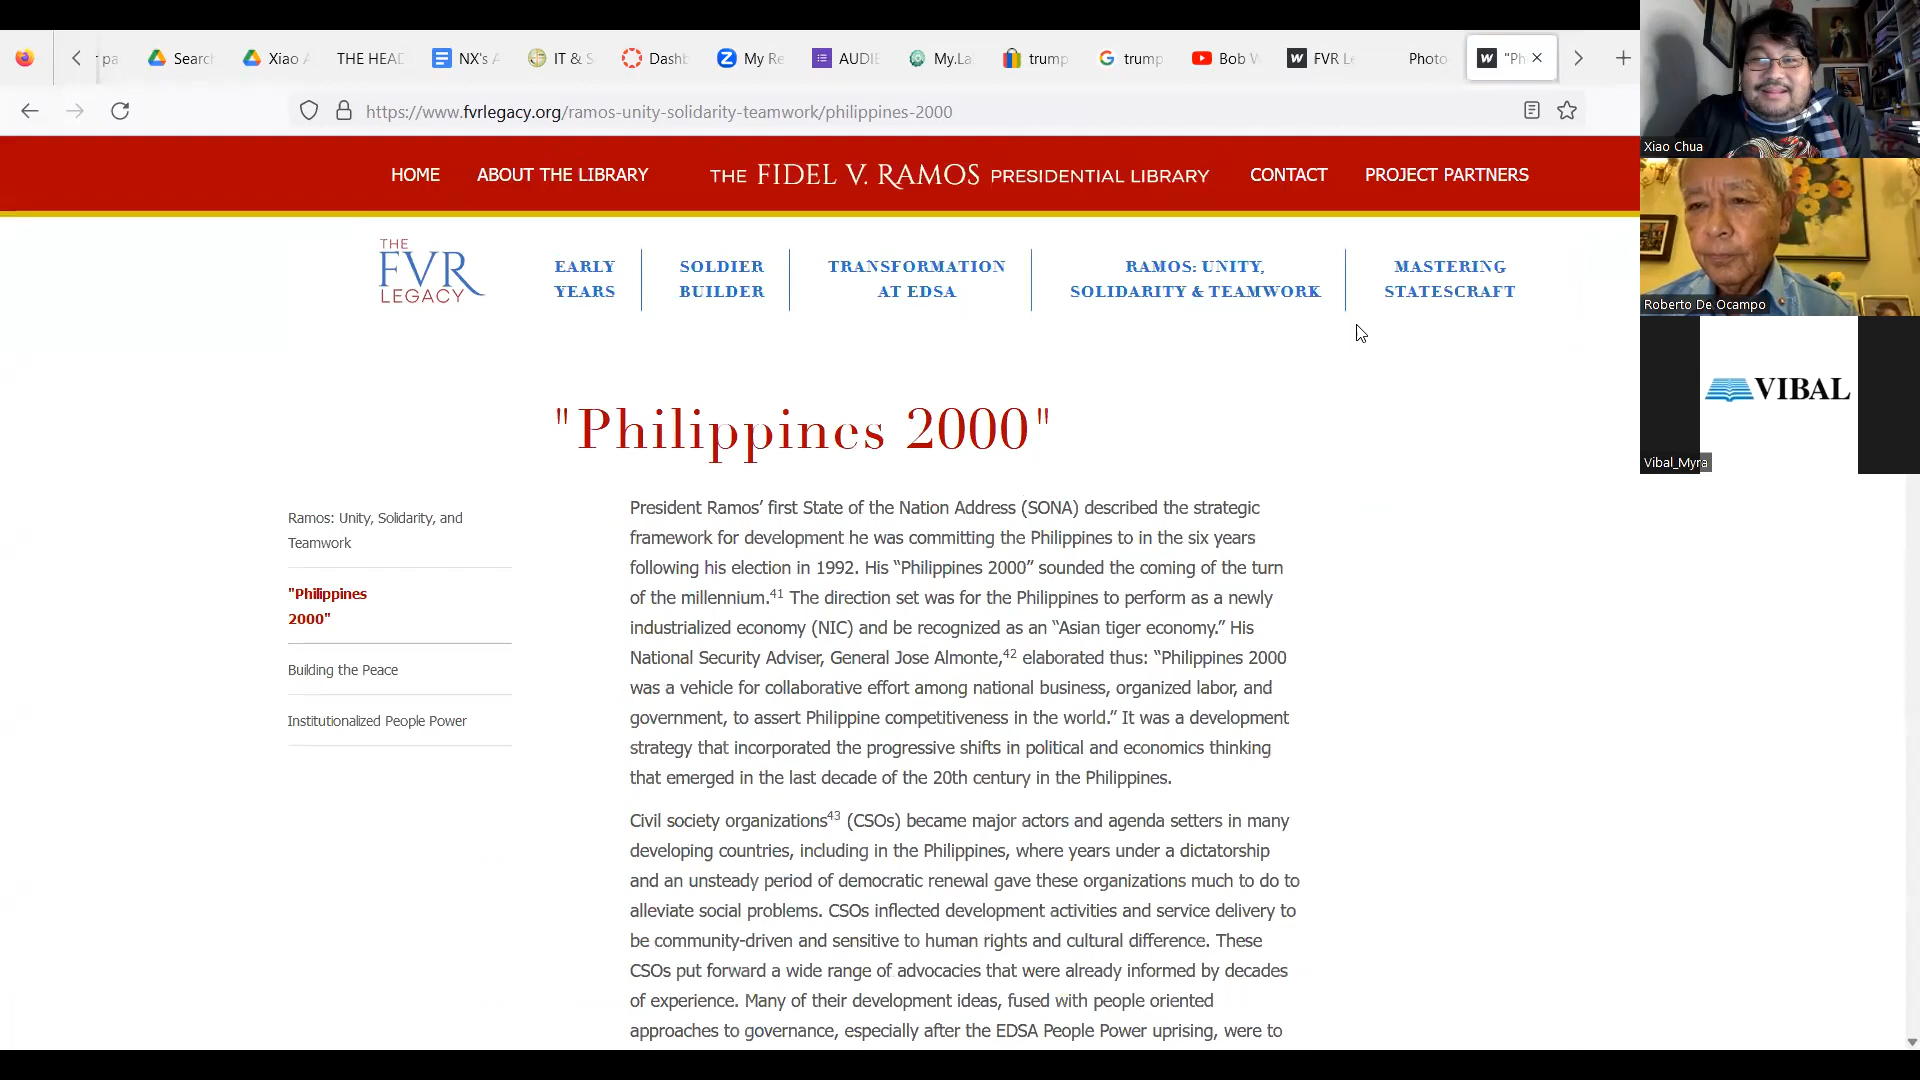 Search
Xiao
THE HEAD
NX's
IT & S
Dashb
My Re
AUDIE
My.La
trump
trump
Bob W
FVR Le
Photo
"Ph
https://www.fvrlegacy.org/ramos-unity-solidarity-teamwork/philippines-2000
HOME
ABOUT THE LIBRARY
THE FIDEL V. RAMOS PRESIDENTIAL LIBRARY
CONTACT
PROJECT PARTNERS
THE
FVR
LEGACY
EARLY
YEARS
SOLDIER
BUILDER
TRANSFORMATION
AT EDSA
RAMOS: UNITY,
SOLIDARITY & TEAMWORK
MASTERING
STATESCRAFT
"Philippines 2000"
Ramos: Unity, Solidarity, and
Teamwork
"Philippines
2000"
Building the Peace
Institutionalized People Power
President Ramos’ first State of the Nation Address (SONA) described the strategic
framework for development he was committing the Philippines to in the six years
following his election in 1992. His “Philippines 2000” sounded the coming of the turn
of the millennium.41 The direction set was for the Philippines to perform as a newly
industrialized economy (NIC) and be recognized as an “Asian tiger economy.” His
National Security Adviser, General Jose Almonte,42 elaborated thus: “Philippines 2000
was a vehicle for collaborative effort among national business, organized labor, and
government, to assert Philippine competitiveness in the world.” It was a development
strategy that incorporated the progressive shifts in political and economics thinking
that emerged in the last decade of the 20th century in the Philippines.
Civil society organizations43 (CSOs) became major actors and agenda setters in many
developing countries, including in the Philippines, where years under a dictatorship
and an unsteady period of democratic renewal gave these organizations much to do to
alleviate social problems. CSOs inflected development activities and service delivery to
be community-driven and sensitive to human rights and cultural difference. These
CSOs put forward a wide range of advocacies that were already informed by decades
of experience. Many of their development ideas, fused with people oriented
approaches to governance, especially after the EDSA People Power uprising, were to
Xiao Chua
Roberto De Ocampo
VIBAL
Vibal_Myra